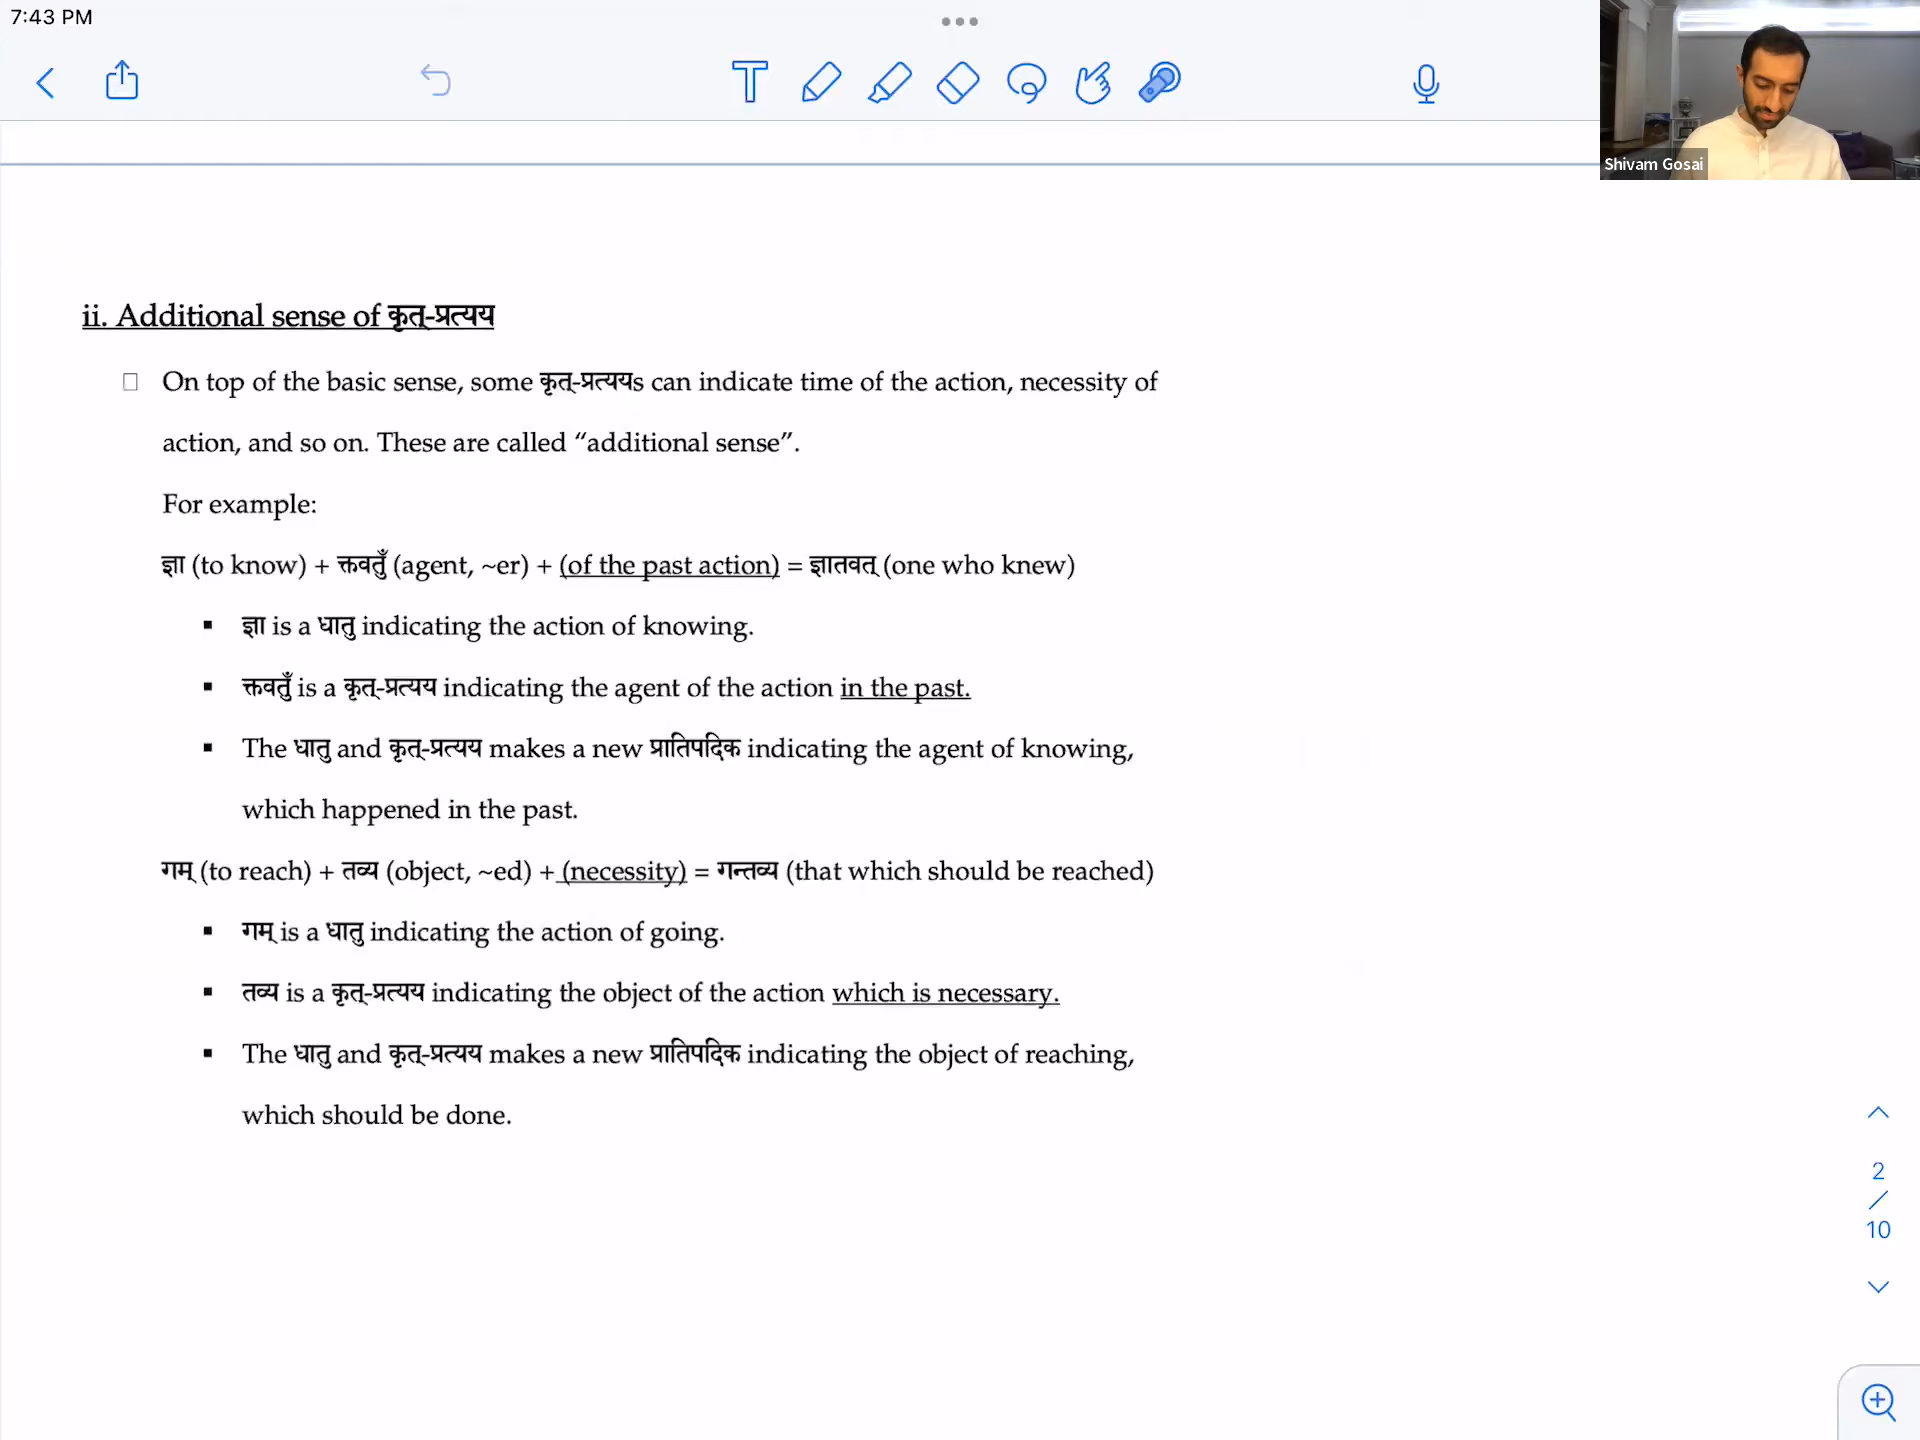 7:43 PM
Shivam Gosai
ii. Additional sense of कृत्-प्रत्यय
On top of the basic sense, some कृत्-प्रत्ययs can indicate time of the action, necessity of
action, and so on. These are called “additional sense”.
For example:
ज्ञा (to know) + क्तवतुँ (agent, ~er) + (of the past action) = ज्ञातवत् (one who knew)
▪ ज्ञा is a धातु indicating the action of knowing.
▪ क्तवतुँ is a कृत्-प्रत्यय indicating the agent of the action in the past.
▪ The धातु and कृत्-प्रत्यय makes a new प्रातिपदिक indicating the agent of knowing,
which happened in the past.
गम् (to reach) + तव्य (object, ~ed) + (necessity) = गन्तव्य (that which should be reached)
▪ गम् is a धातु indicating the action of going.
▪ तव्य is a कृत्-प्रत्यय indicating the object of the action which is necessary.
▪ The धातु and कृत्-प्रत्यय makes a new प्रातिपदिक indicating the object of reaching,
which should be done.
2
/
10